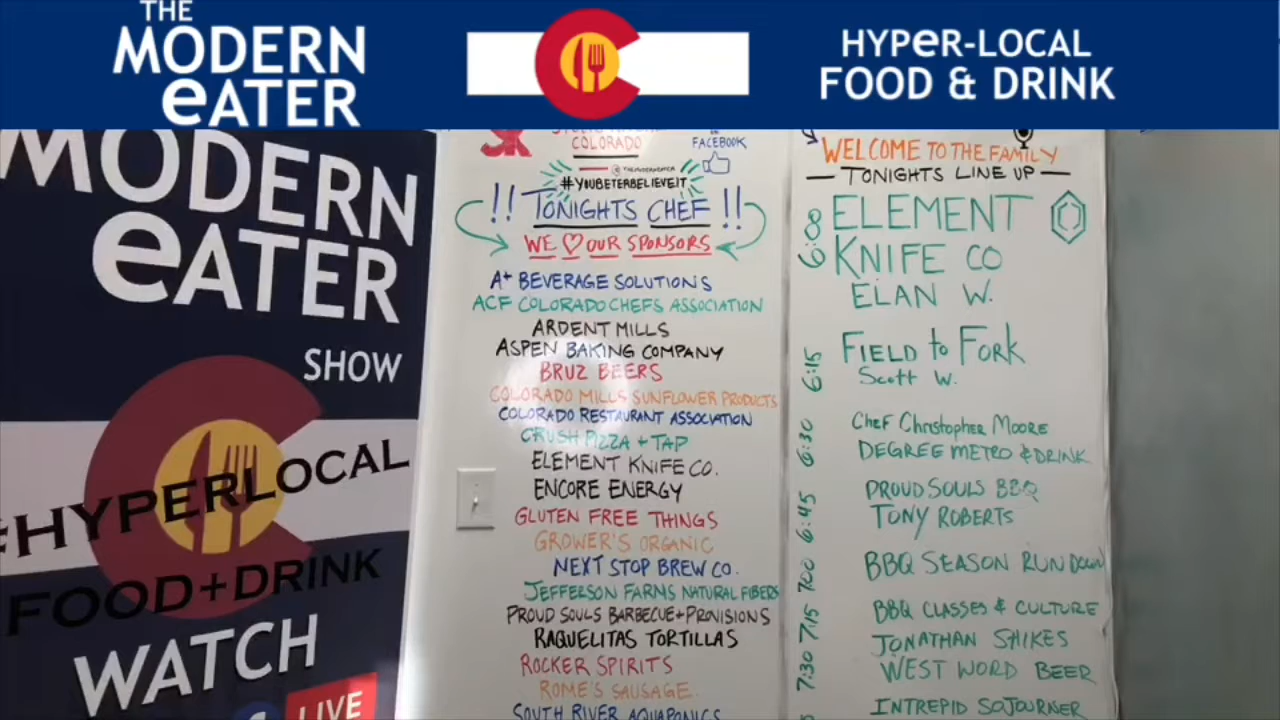 THE
MODERN
eATER
HYPeR-LOCAL
FOOD & DRINK
MODERN
eATER
SHOW
#HYPERLOCAL
FOOD+DRINK
WATCH
LIVE
COLORADO
FACEBOOK
#YOUBETERBELIEVEIT
!! TONIGHTS CHEF !!
WE ♡ OUR SPONSORS
A+ BEVERAGE SOLUTIONS
ACF COLORADO CHEFS ASSOCIATION
ARDENT MILLS
ASPEN BAKING COMPANY
BRUZ BEERS
COLORADO MILLS SUNFLOWER PRODUCTS
COLORADO RESTAURANT ASSOCIATION
CRUSH PIZZA + TAP
ELEMENT KNIFE CO.
ENCORE ENERGY
GLUTEN FREE THINGS
GROWER'S ORGANIC
NEXT STOP BREW CO.
JEFFERSON FARMS NATURAL FIBERS
PROUD SOULS BARBECUE+PROVISIONS
RAQUELITAS TORTILLAS
ROCKER SPIRITS
ROME'S SAUSAGE
SOUTH RIVER AQUAPONICS
WELCOME TO THE FAMILY
— TONIGHTS LINE UP —
6:00 ELEMENT
KNIFE CO
ELAN W.
6:15 FIELD to FORK
Scott W.
6:30 CHEF Christopher Moore
DEGREE METRO & DRINK
6:45 PROUD SOULS BBQ
TONY ROBERTS
7:00 BBQ SEASON RUN DOWN
7:15 BBQ CLASSES & CULTURE
7:30 JONATHAN SHIKES
WEST WORD BEER
INTREPID SOJOURNER